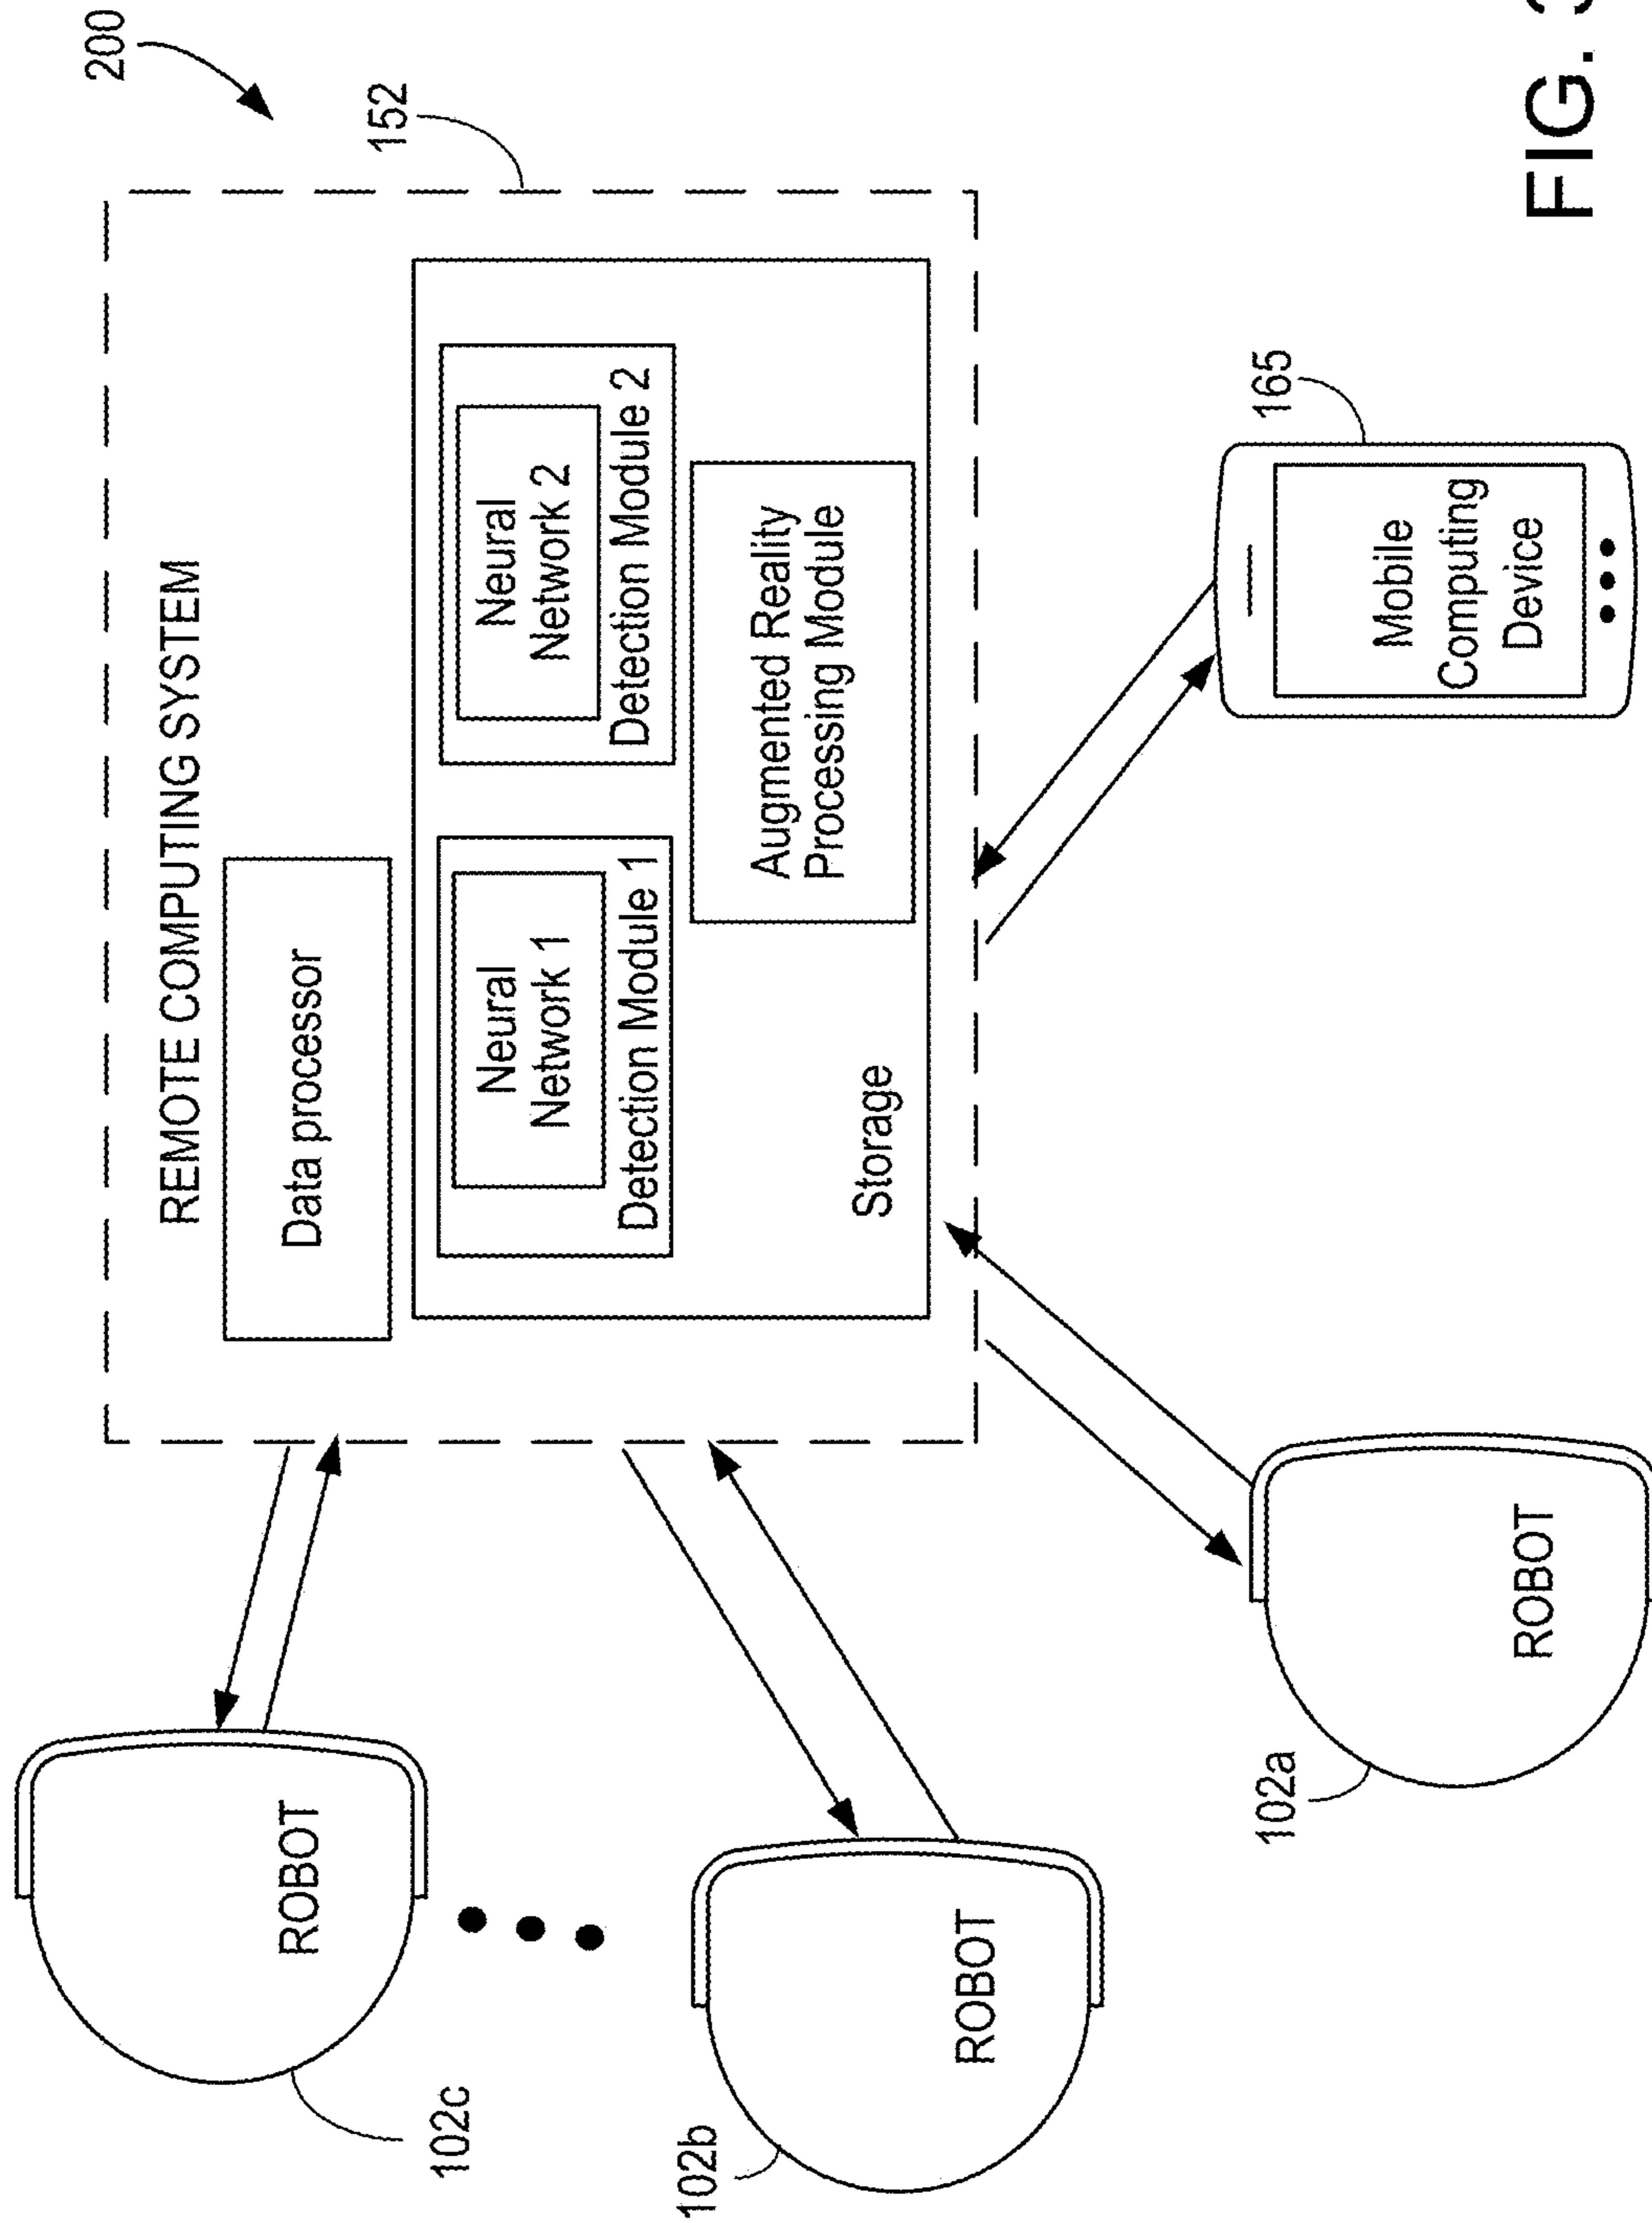 200
REMOTE COMPUTING SYSTEM
152
ROBOT
102c
Data processor
Neural
Network 1
Detection Module 1
Neural
Network 2
Detection Module 2
Augmented Reality
Processing Module
Storage
102b
ROBOT
102a
ROBOT
165
Mobile
Computing
Device
FIG.